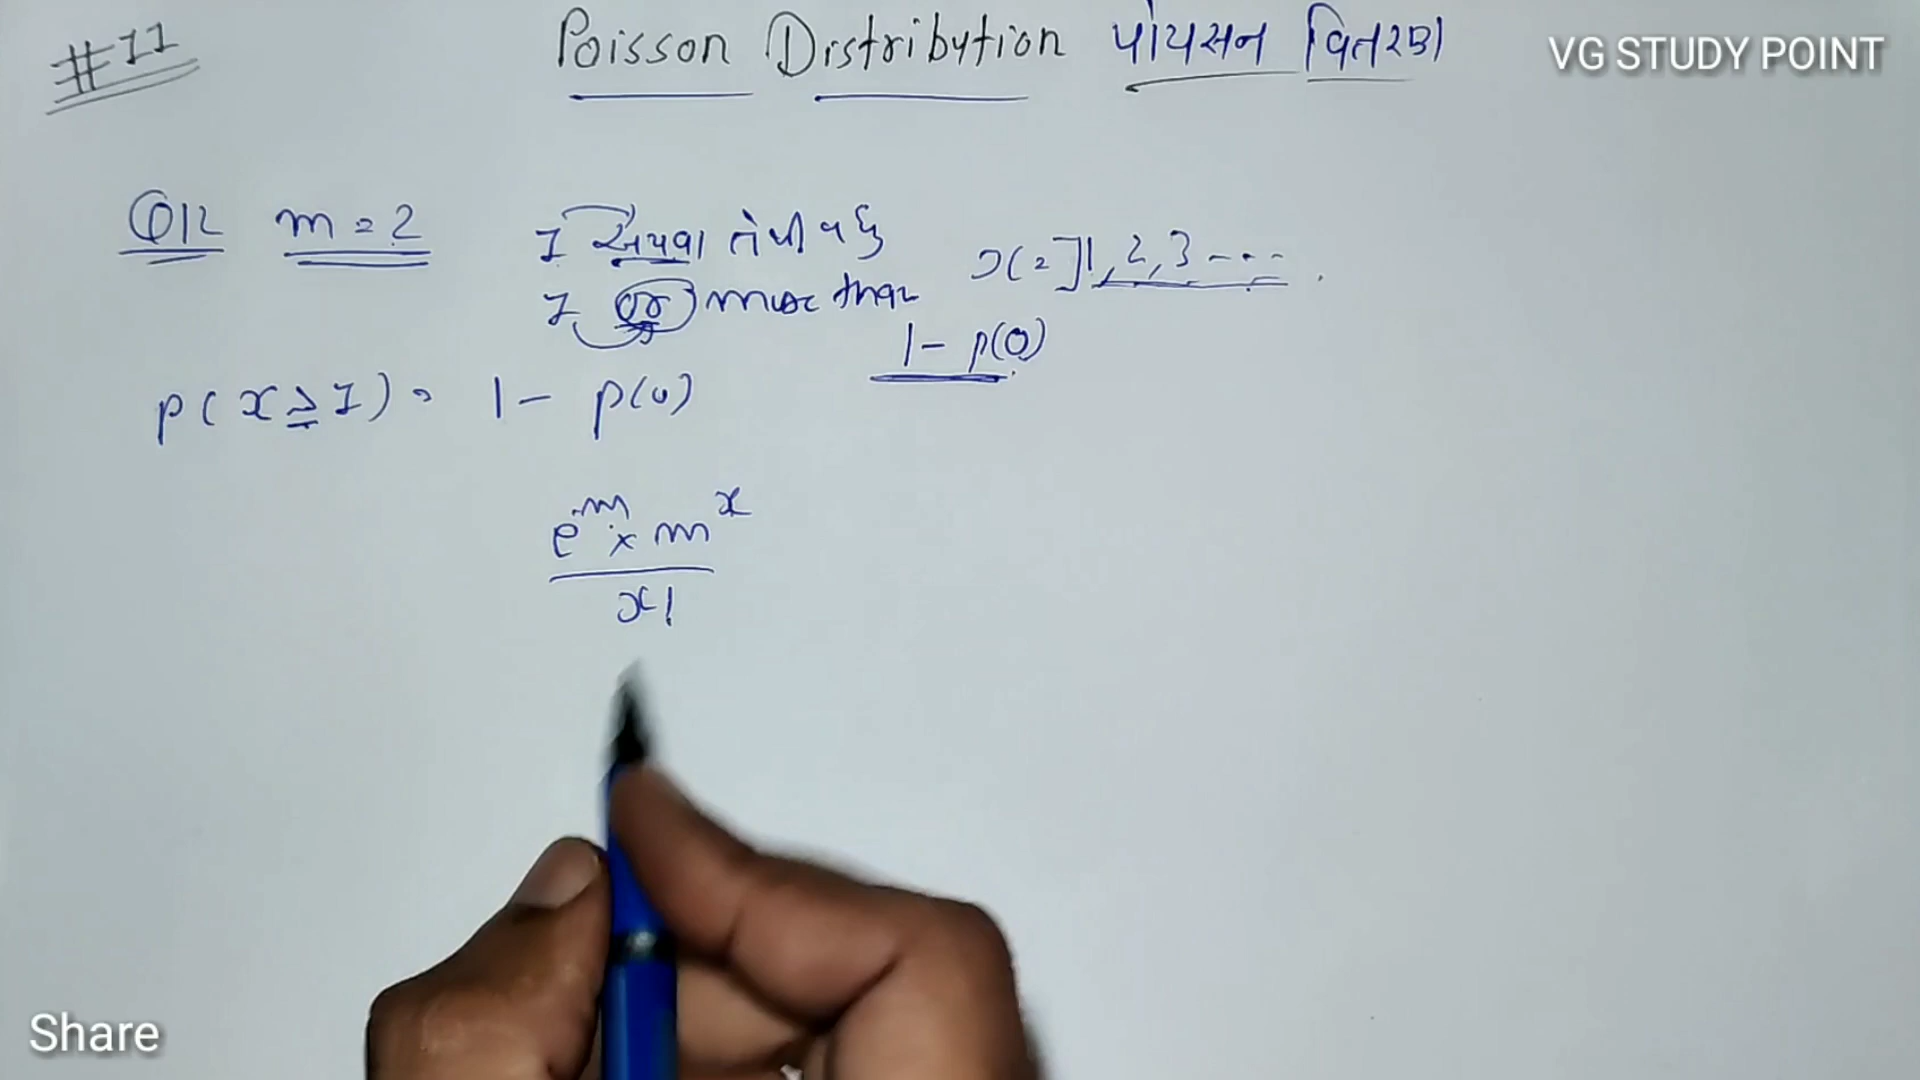 #11
Poisson Distribution પોયસન વિતરણ
VG STUDY POINT
Q12 m = 2
1 અથવા તેથી વધુ
1 or more than
x = 1, 2, 3 ---
1 - p(0)
p(x ≥ 1) = 1 - p(0)
e^-m × m^x
x!
Share